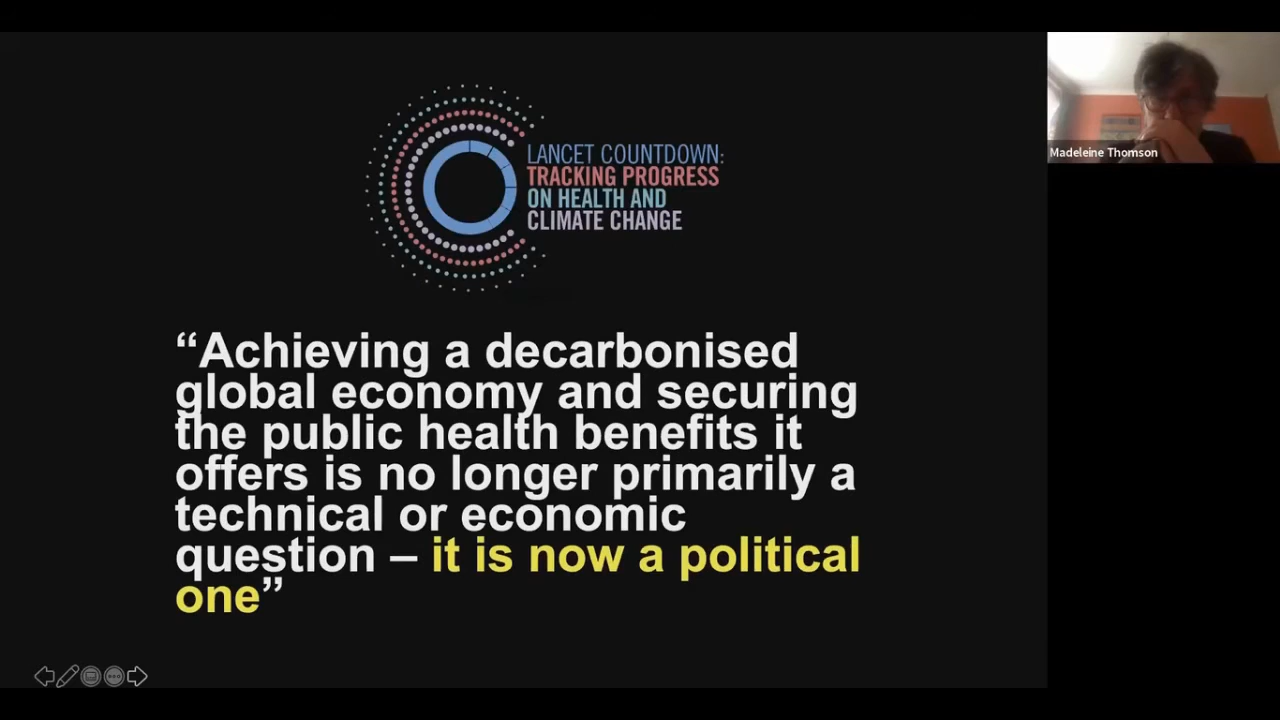 LANCET COUNTDOWN:
TRACKING PROGRESS
ON HEALTH AND
CLIMATE CHANGE
Madeleine Thomson
“Achieving a decarbonised
global economy and securing
the public health benefits it
offers is no longer primarily a
technical or economic
question – it is now a political
one”